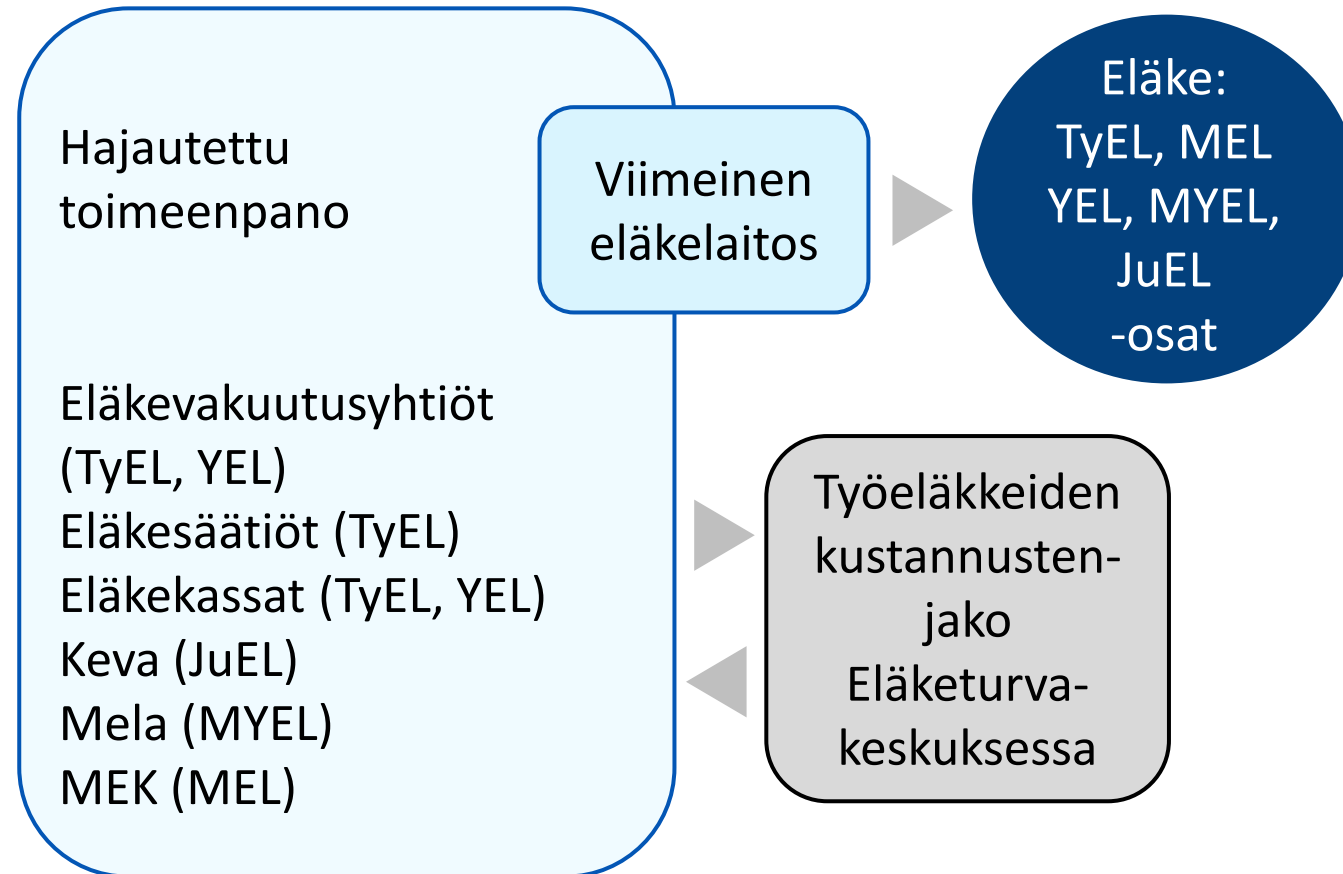 Hajautettu
toimeenpano
Viimeinen
eläkelaitos
Eläke:
TyEL, MEL
YEL, MYEL,
JuEL
-osat
Eläkevakuutusyhtiöt
(TyEL, YEL)
Eläkesäätiöt (TyEL)
Eläkekassat (TyEL, YEL)
Keva (JuEL)
Mela (MYEL)
MEK (MEL)
Työeläkkeiden
kustannusten-
jako
Eläketurva-
keskuksessa